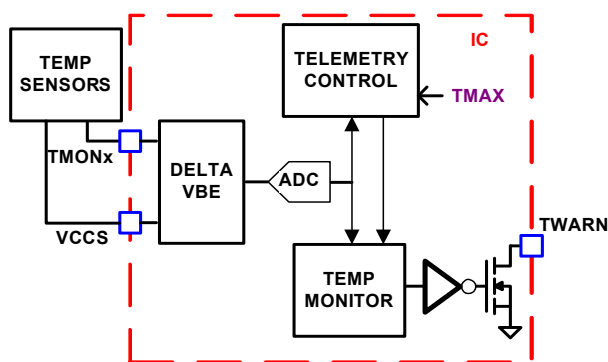 IC
TEMP
SENSORS
TELEMETRY
CONTROL
TMAX
TMONx
DELTA
VBE
ADC
VCCS
TWARN
TEMP
MONITOR